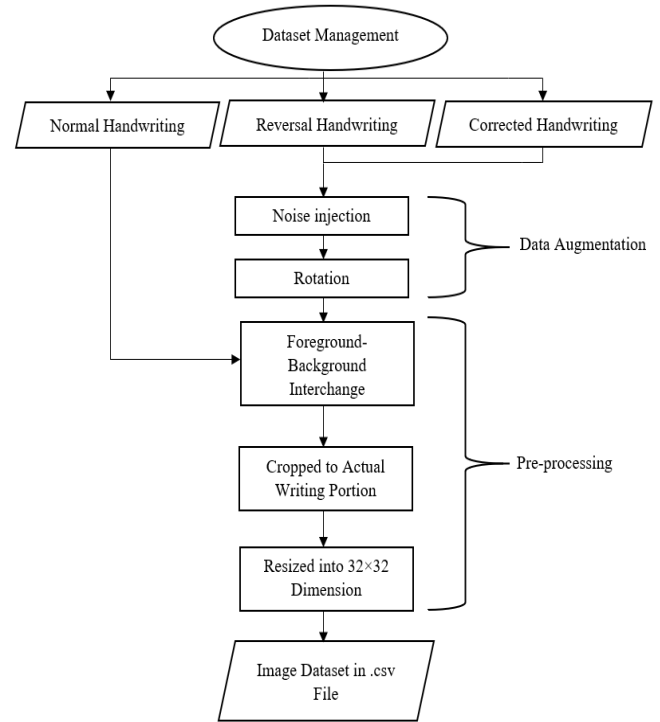 Dataset Management
Normal Handwriting
Reversal Handwriting
Corrected Handwriting
Noise injection
Data Augmentation
Rotation
Foreground-
Background
Interchange
Cropped to Actual
Writing Portion
Pre-processing
Resized into 32×32
Dimension
Image Dataset in .csv
File